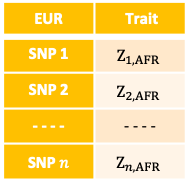 EUR Trait
SNP 1 Z1,AFR
SNP 2 Z2,AFR
---- ----
SNP n Zn,AFR